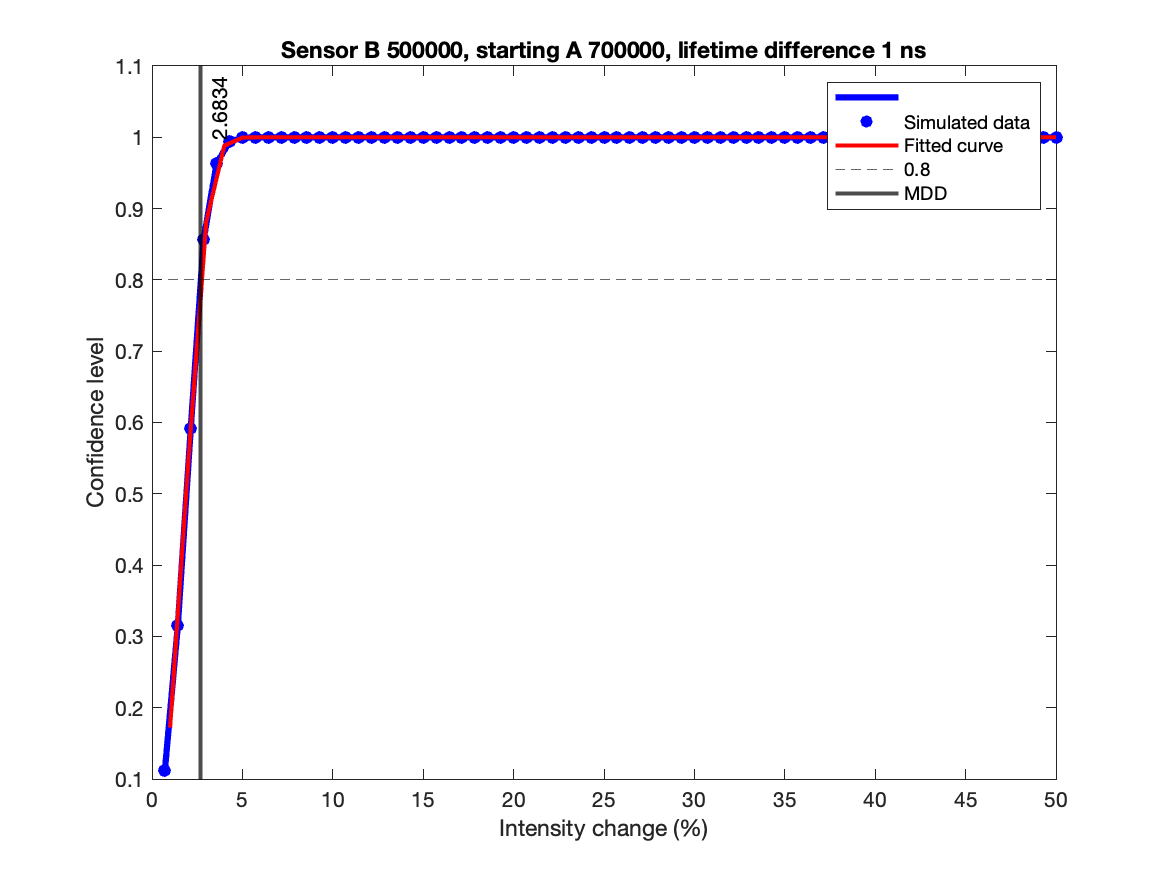 Sensor B 500000, starting A 700000, lifetime difference 1 ns
1.1
1
0.9
0.8
0.7
0.6
0.5
0.4
0.3
0.2
0.1
Confidence level
2.6834
Simulated data
Fitted curve
0.8
MDD
0 5 10 15 20 25 30 35 40 45 50
Intensity change (%)